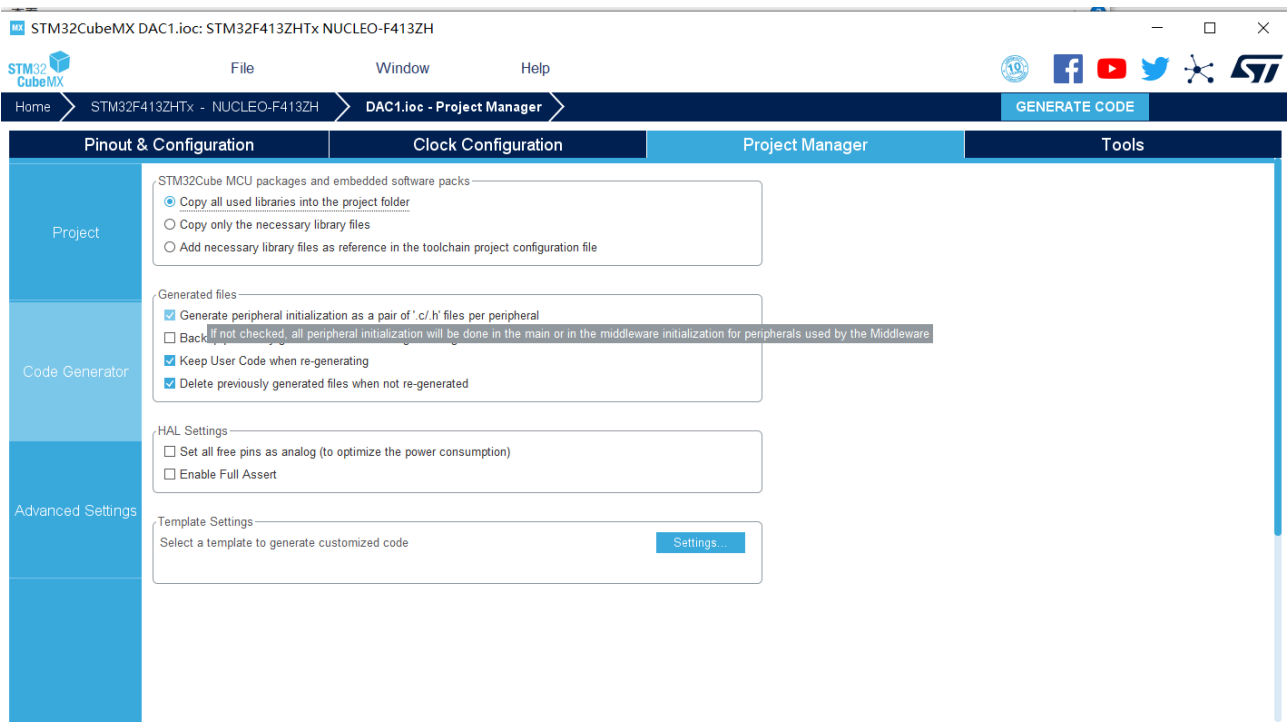 STM32CubeMX DAC1.ioc: STM32F413ZHTx NUCLEO-F413ZH
STM32 CubeMX File Window Help 10
Home STM32F413ZHTx - NUCLEO-F413ZH DAC1.ioc - Project Manager GENERATE CODE
Pinout & Configuration Clock Configuration Project Manager Tools
Project
Code Generator
Advanced Settings
STM32Cube MCU packages and embedded software packs
Copy all used libraries into the project folder
Copy only the necessary library files
Add necessary library files as reference in the toolchain project configuration file
Generated files
Generate peripheral initialization as a pair of '.c/.h' files per peripheral
If not checked, all peripheral initialization will be done in the main or in the middleware initialization for peripherals used by the Middleware
Back
Keep User Code when re-generating
Delete previously generated files when not re-generated
HAL Settings
Set all free pins as analog (to optimize the power consumption)
Enable Full Assert
Template Settings
Select a template to generate customized code
Settings...